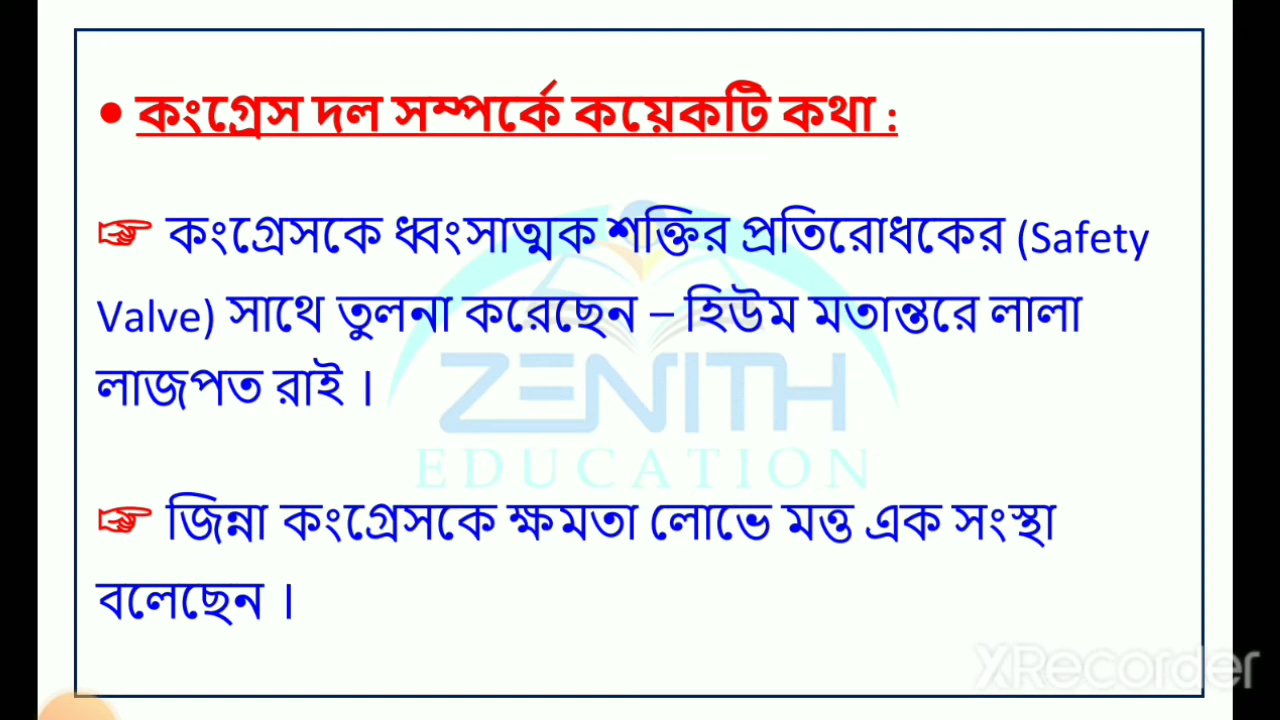 • কংগ্রেস দল সম্পর্কে কয়েকটি কথা :
☞ কংগ্রেসকে ধ্বংসাত্মক শক্তির প্রতিরোধকের (Safety
Valve) সাথে তুলনা করেছেন – হিউম মতান্তরে লালা
লাজপত রাই ।
ZENITH
EDUCATION
☞ জিন্না কংগ্রেসকে ক্ষমতা লোভে মত্ত এক সংস্থা
বলেছেন ।
XRecorder